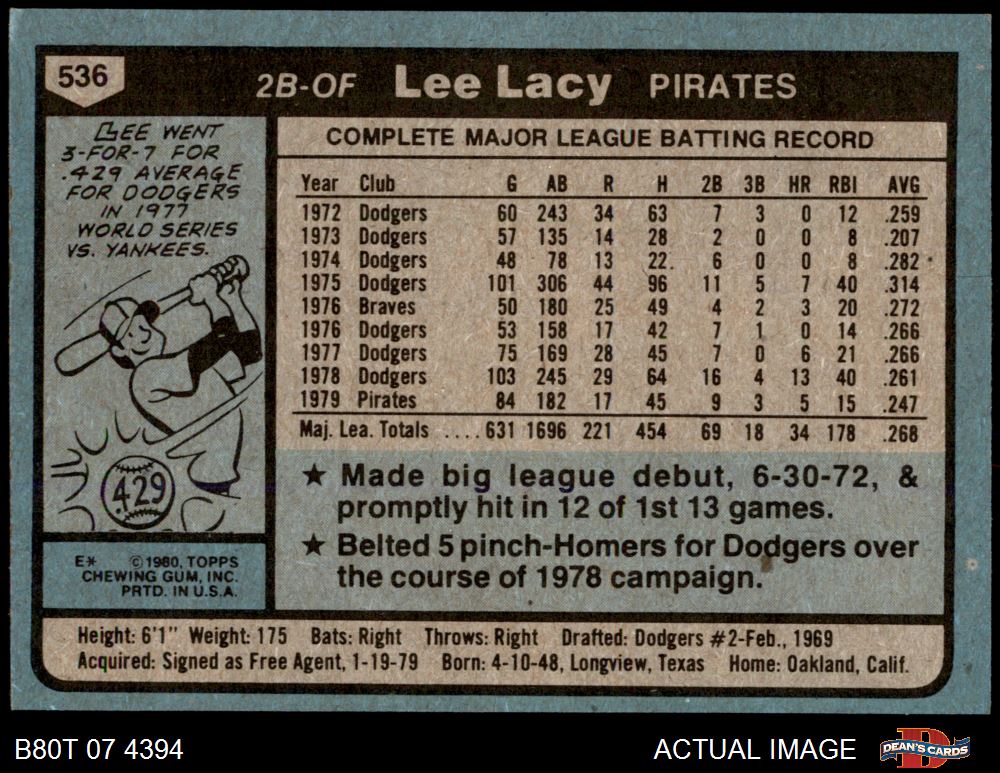 536
2B-OF Lee Lacy PIRATES
LEE WENT
3-FOR-7 FOR
.429 AVERAGE
FOR DODGERS
IN 1977
WORLD SERIES
VS. YANKEES.
.429
E* ©1980, TOPPS
CHEWING GUM, INC.
PRTD. IN U.S.A.
COMPLETE MAJOR LEAGUE BATTING RECORD
Year Club G AB R H 2B 3B HR RBI AVG
1972 Dodgers 60 243 34 63 7 3 0 12 .259
1973 Dodgers 57 135 14 28 2 0 0 8 .207
1974 Dodgers 48 78 13 22 6 0 0 8 .282
1975 Dodgers 101 306 44 96 11 5 7 40 .314
1976 Braves 50 180 25 49 4 2 3 20 .272
1976 Dodgers 53 158 17 42 7 1 0 14 .266
1977 Dodgers 75 169 28 45 7 0 6 21 .266
1978 Dodgers 103 245 29 64 16 4 13 40 .261
1979 Pirates 84 182 17 45 9 3 5 15 .247
Maj. Lea. Totals ....631 1696 221 454 69 18 34 178 .268
★ Made big league debut, 6-30-72, &
promptly hit in 12 of 1st 13 games.
★ Belted 5 pinch-Homers for Dodgers over
the course of 1978 campaign.
Height: 6'1" Weight: 175 Bats: Right Throws: Right Drafted: Dodgers #2-Feb., 1969
Acquired: Signed as Free Agent, 1-19-79 Born: 4-10-48, Longview, Texas Home: Oakland, Calif.
B80T 07 4394
ACTUAL IMAGE
DEAN'S CARDS